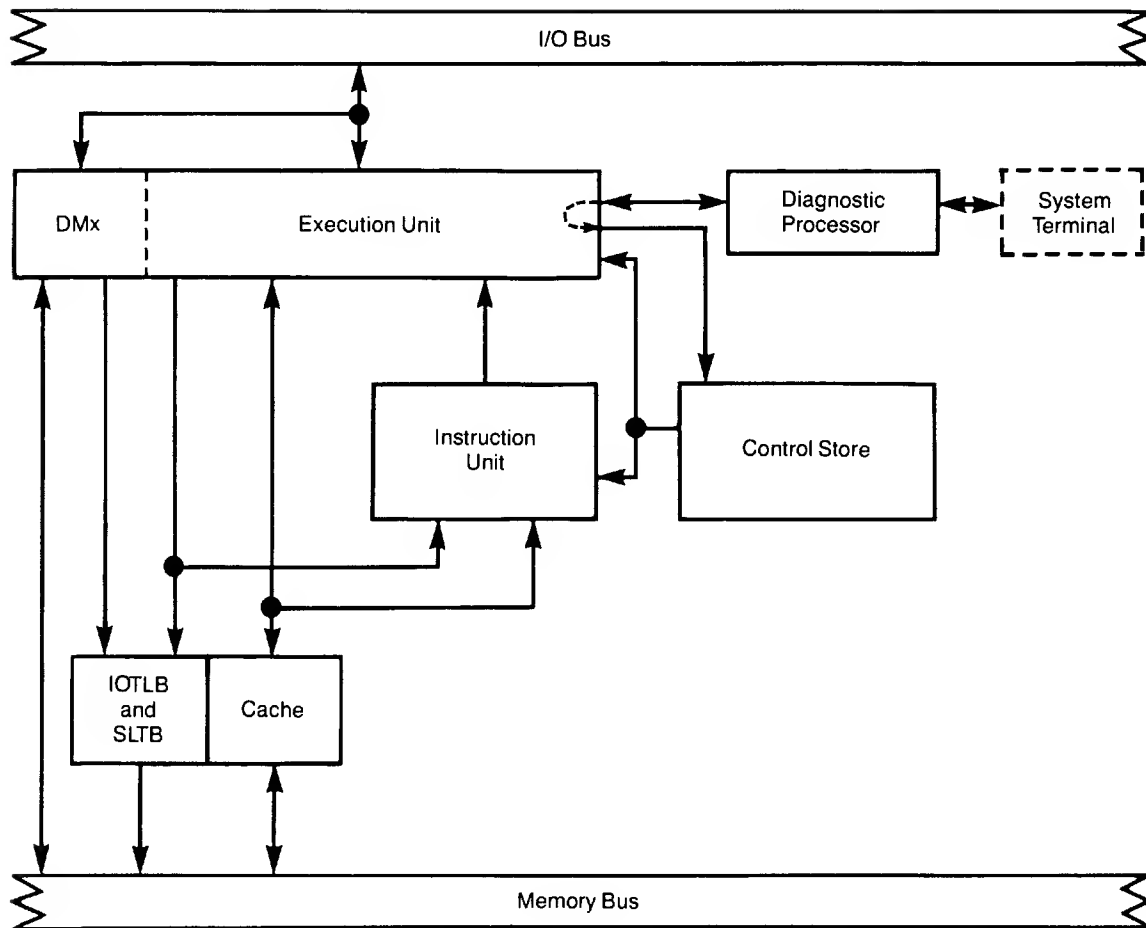 I/O Bus
DMx
Execution Unit
Diagnostic
Processor
System
Terminal
Instruction
Unit
Control Store
IOTLB
and
SLTB
Cache
Memory Bus